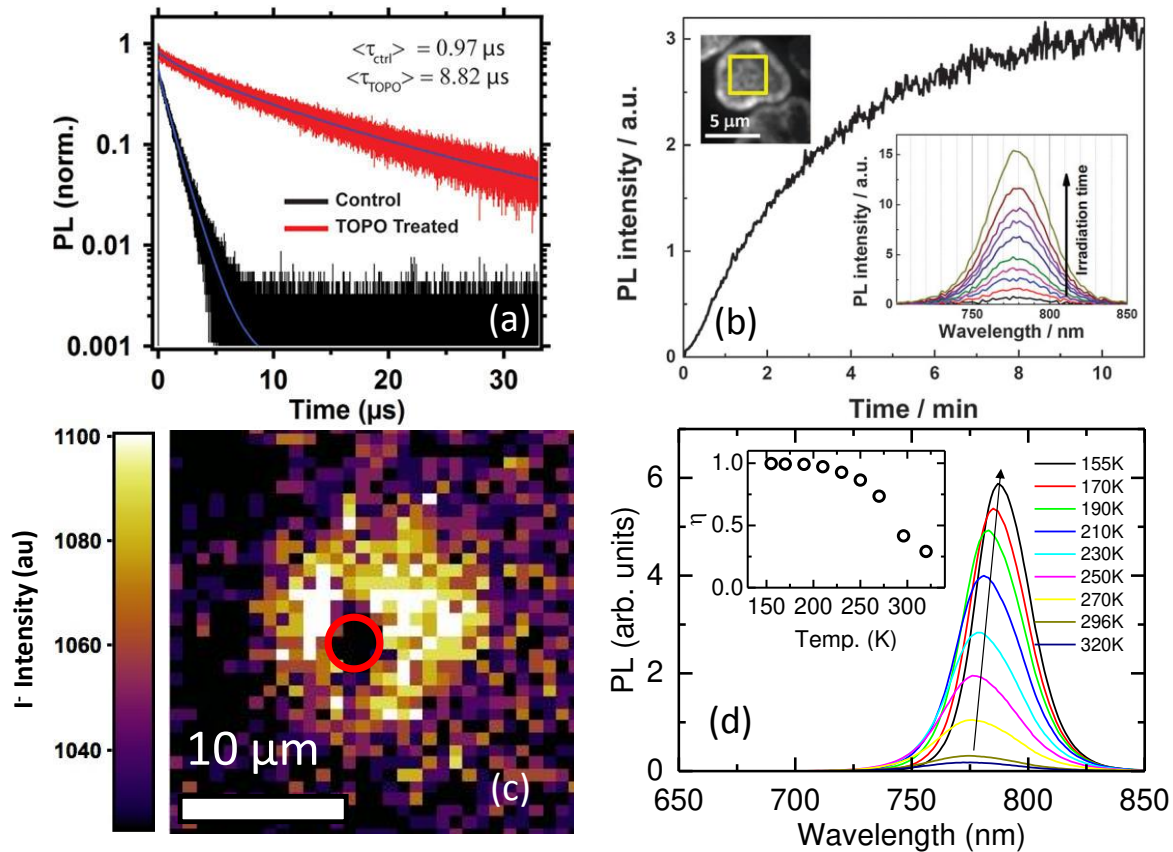 1
0.1
0.01
0.001
PL (norm.)
<τctrl> = 0.97 µs
<τTOPO> = 8.82 µs
Control
TOPO Treated
(a)
0
10
20
30
Time (µs)
3
2
1
0
PL intensity / a.u.
5 µm
(b)
15
10
5
0
PL intensity / a.u.
Irradiation time
750
800
850
Wavelength / nm
0
2
4
6
8
10
Time / min
1100
1080
1060
1040
I- Intensity (au)
10 µm
(c)
6
4
2
0
PL (arb. units)
1.0
0.5
0.0
η
150
200
250
300
Temp. (K)
155K
170K
190K
210K
230K
250K
270K
296K
320K
(d)
650
700
750
800
850
Wavelength (nm)